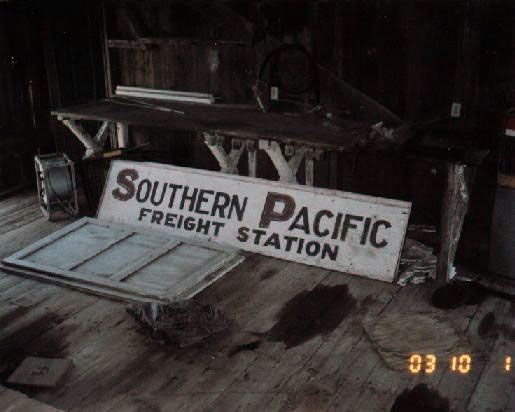 SOUTHERN PACIFIC
FREIGHT STATION
03 10 1